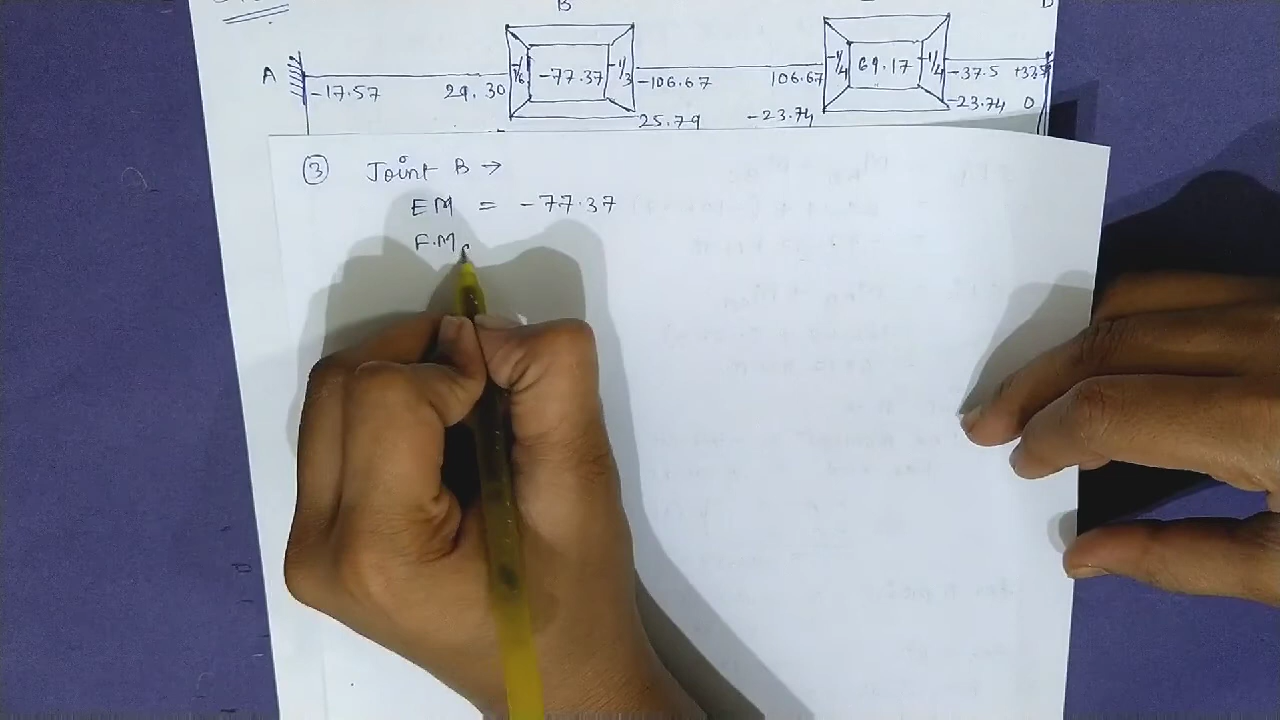 B
D
A -17.57 29.30 -1/6 -77.37 -1/3 -106.67 106.67 -1/4 69.17 -1/4 -37.5
25.79 -23.74 -23.74 0
③ Joint B →
EM = -77.37
F.M